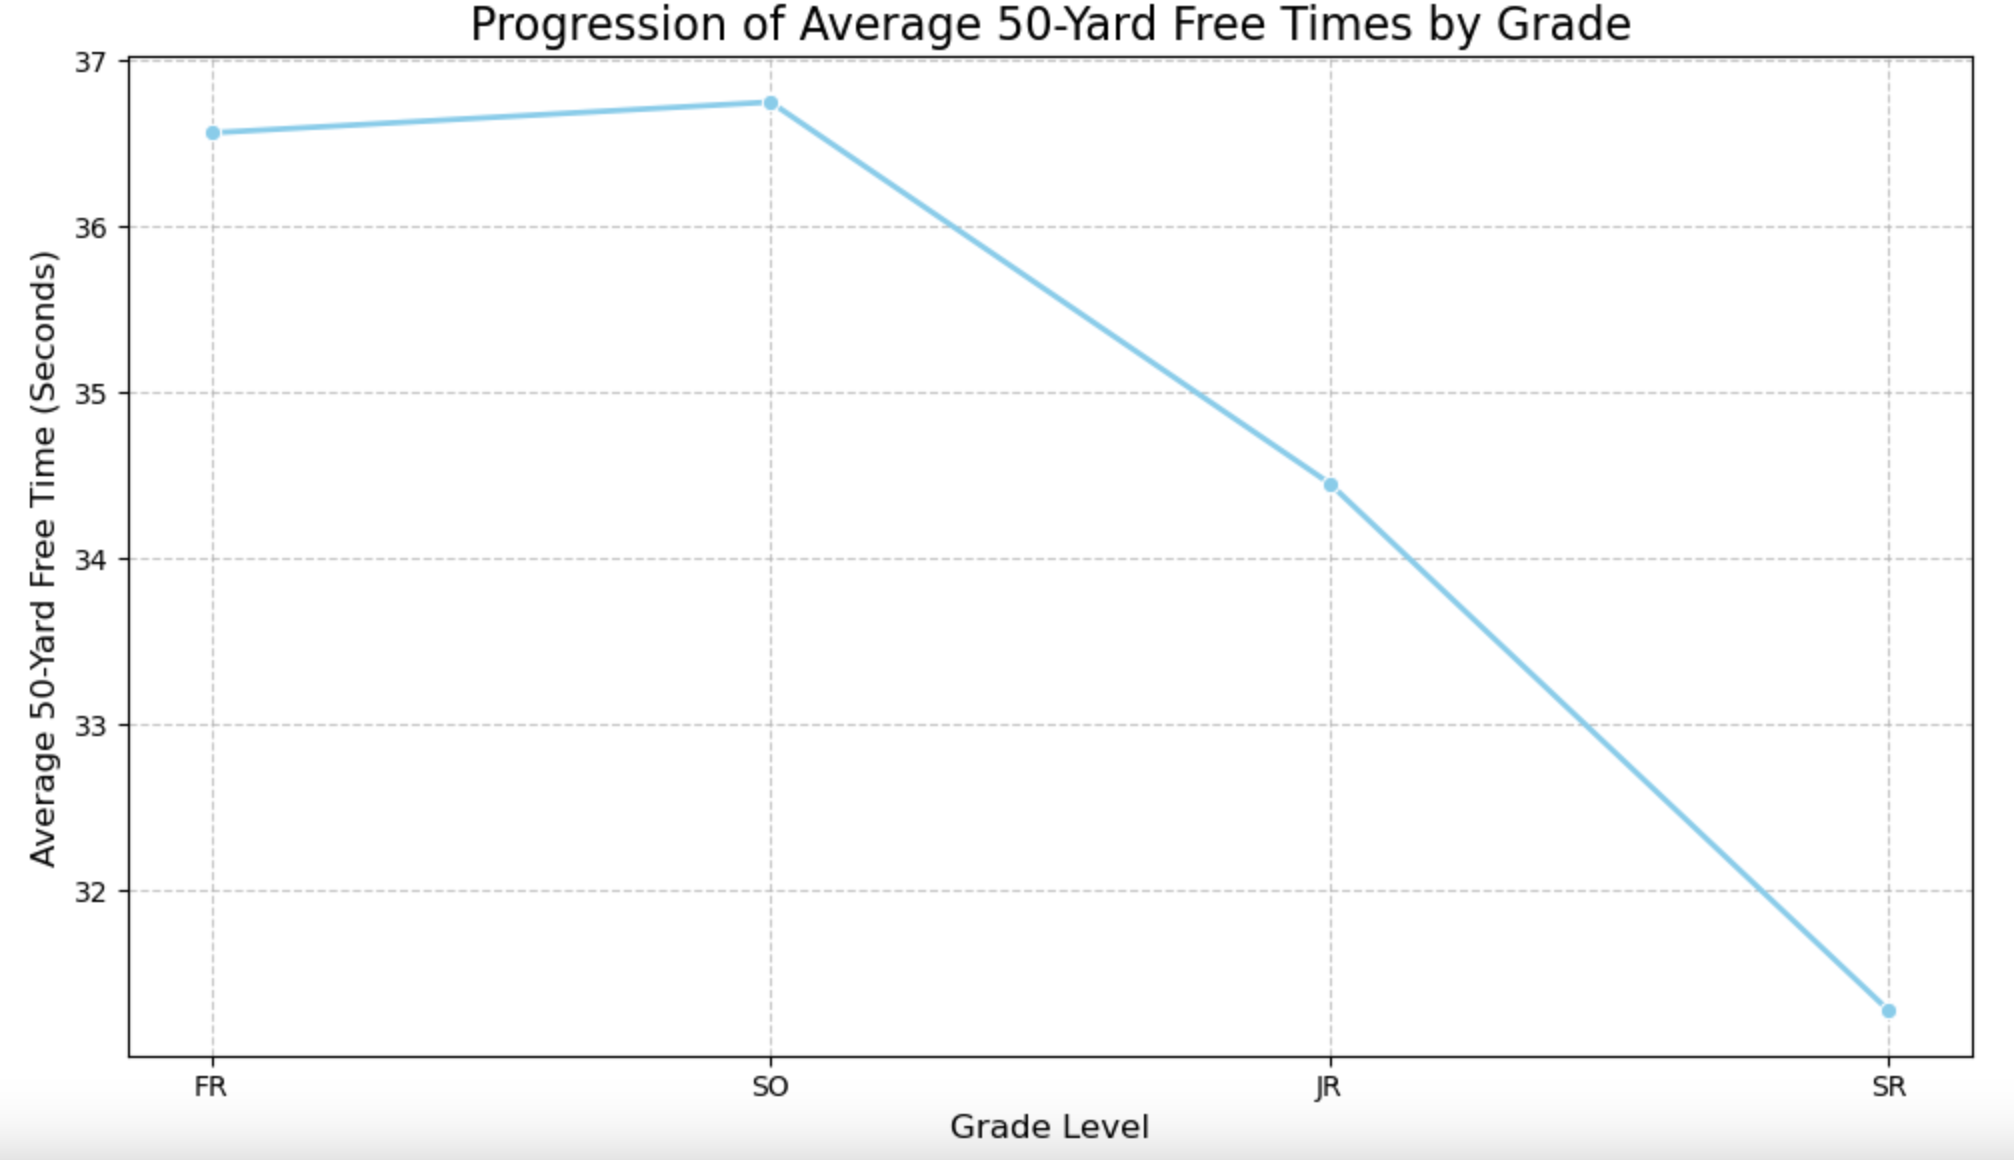 Progression of Average 50-Yard Free Times by Grade
Average 50-Yard Free Time (Seconds)
37
36
35
34
33
32
FR
SO
JR
SR
Grade Level